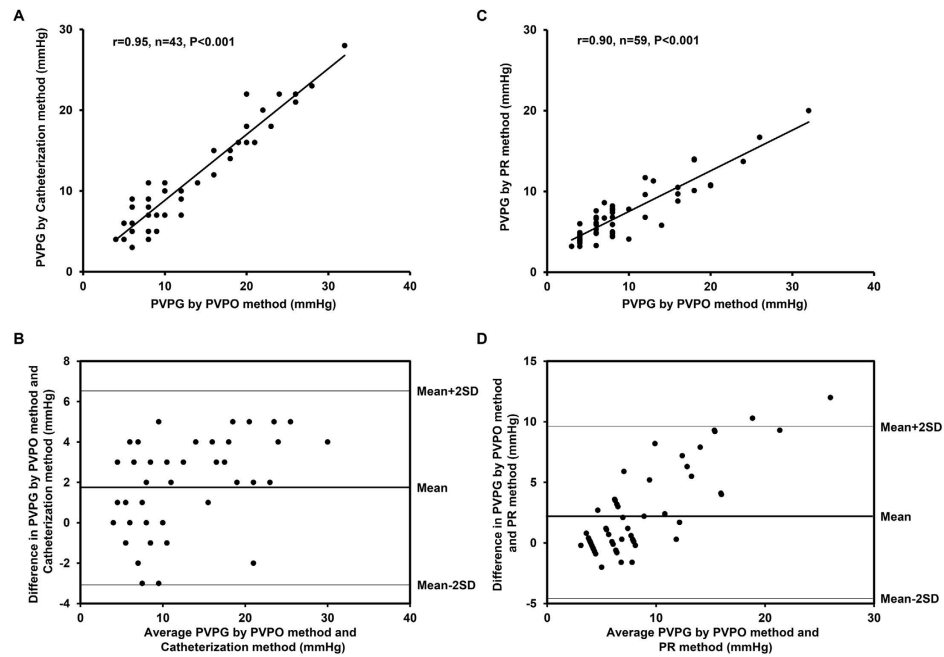 A
r=0.95, n=43, P<0.001
PVPG by Catheterization method (mmHg)
30
20
10
0
0 10 20 30 40
PVPG by PVPO method (mmHg)
C
r=0.90, n=59, P<0.001
PVPG by PR method (mmHg)
30
20
10
0
0 10 20 30 40
PVPG by PVPO method (mmHg)
B
Difference in PVPG by PVPO method and
Catheterization method (mmHg)
8
6
4
2
0
-2
-4
Mean+2SD
Mean
Mean-2SD
0 10 20 30 40
Average PVPG by PVPO method and
Catheterization method (mmHg)
D
Difference in PVPG by PVPO method
and PR method (mmHg)
15
10
5
0
-5
Mean+2SD
Mean
Mean-2SD
0 10 20 30
Average PVPG by PVPO method and
PR method (mmHg)